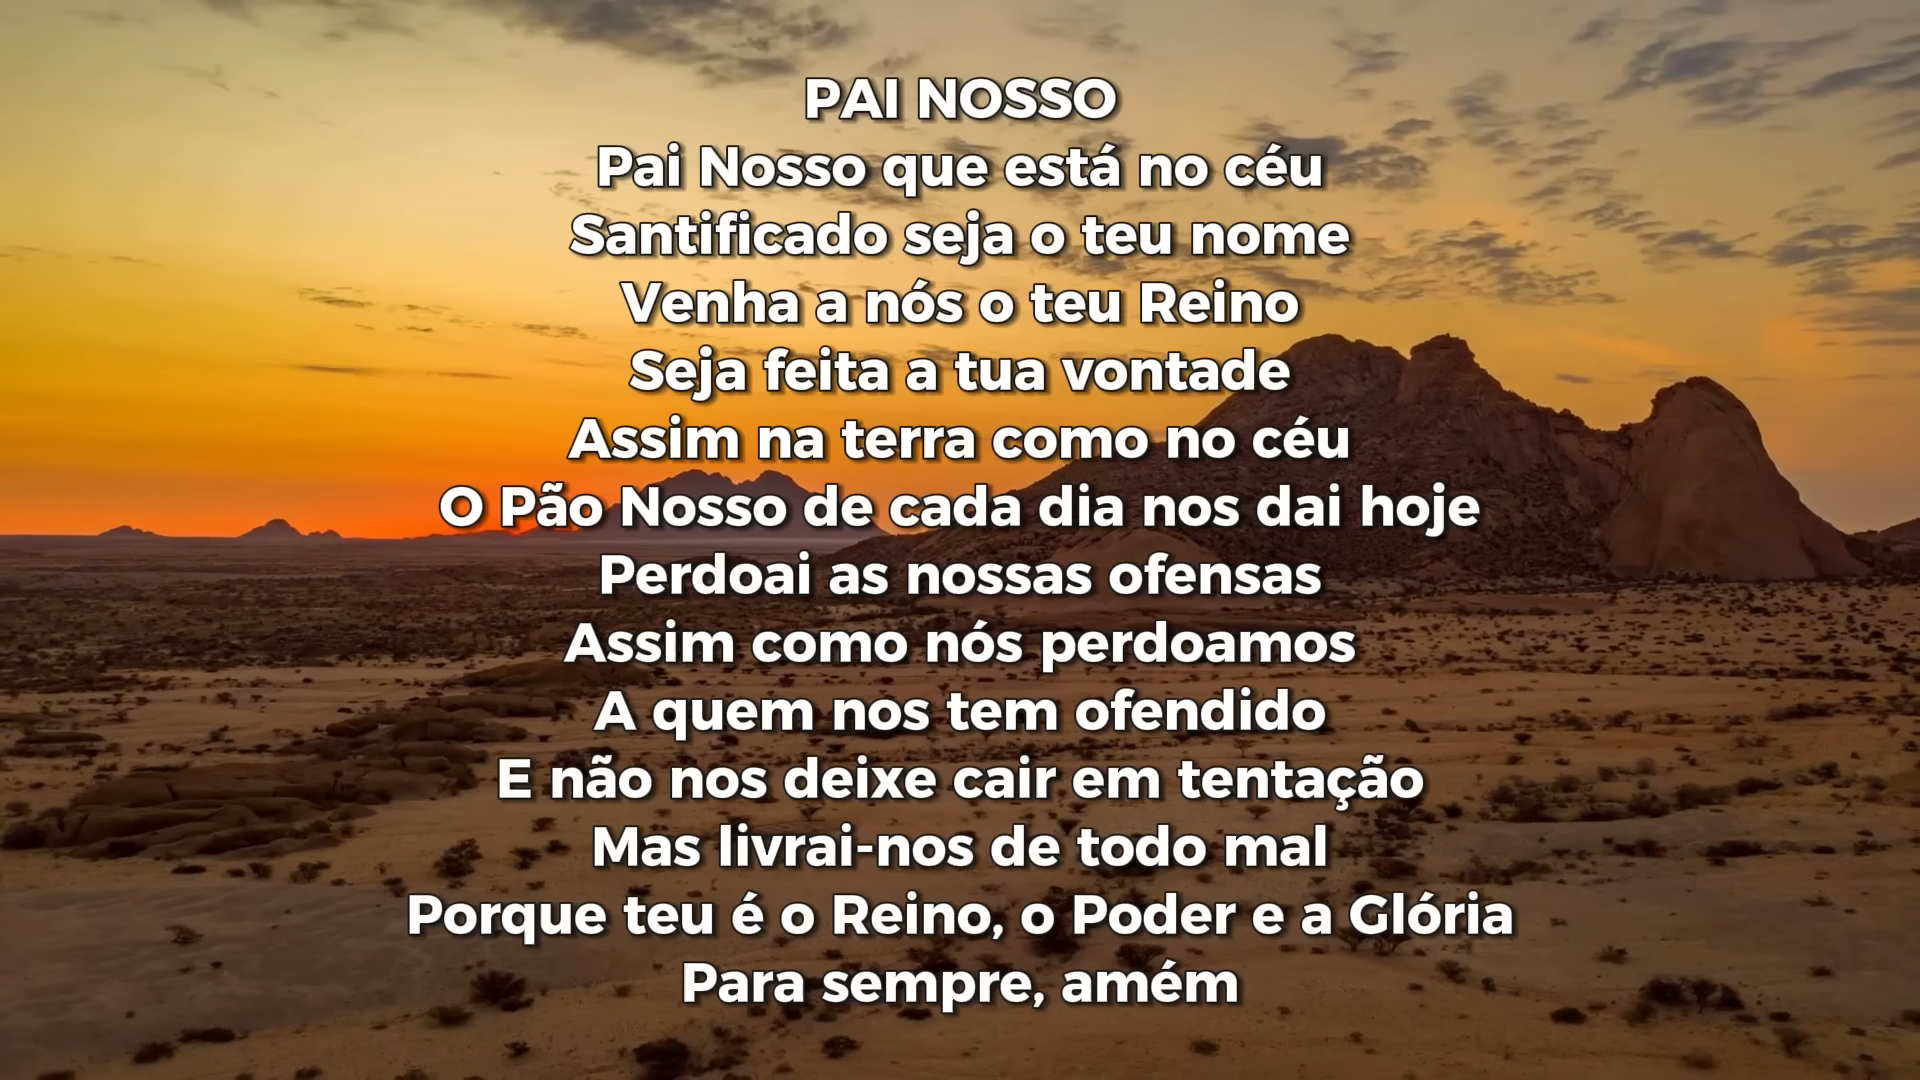 PAI NOSSO
Pai Nosso que está no céu
Santificado seja o teu nome
Venha a nós o teu Reino
Seja feita a tua vontade
Assim na terra como no céu
O Pão Nosso de cada dia nos dai hoje
Perdoai as nossas ofensas
Assim como nós perdoamos
A quem nos tem ofendido
E não nos deixe cair em tentação
Mas livrai-nos de todo mal
Porque teu é o Reino, o Poder e a Glória
Para sempre, amém